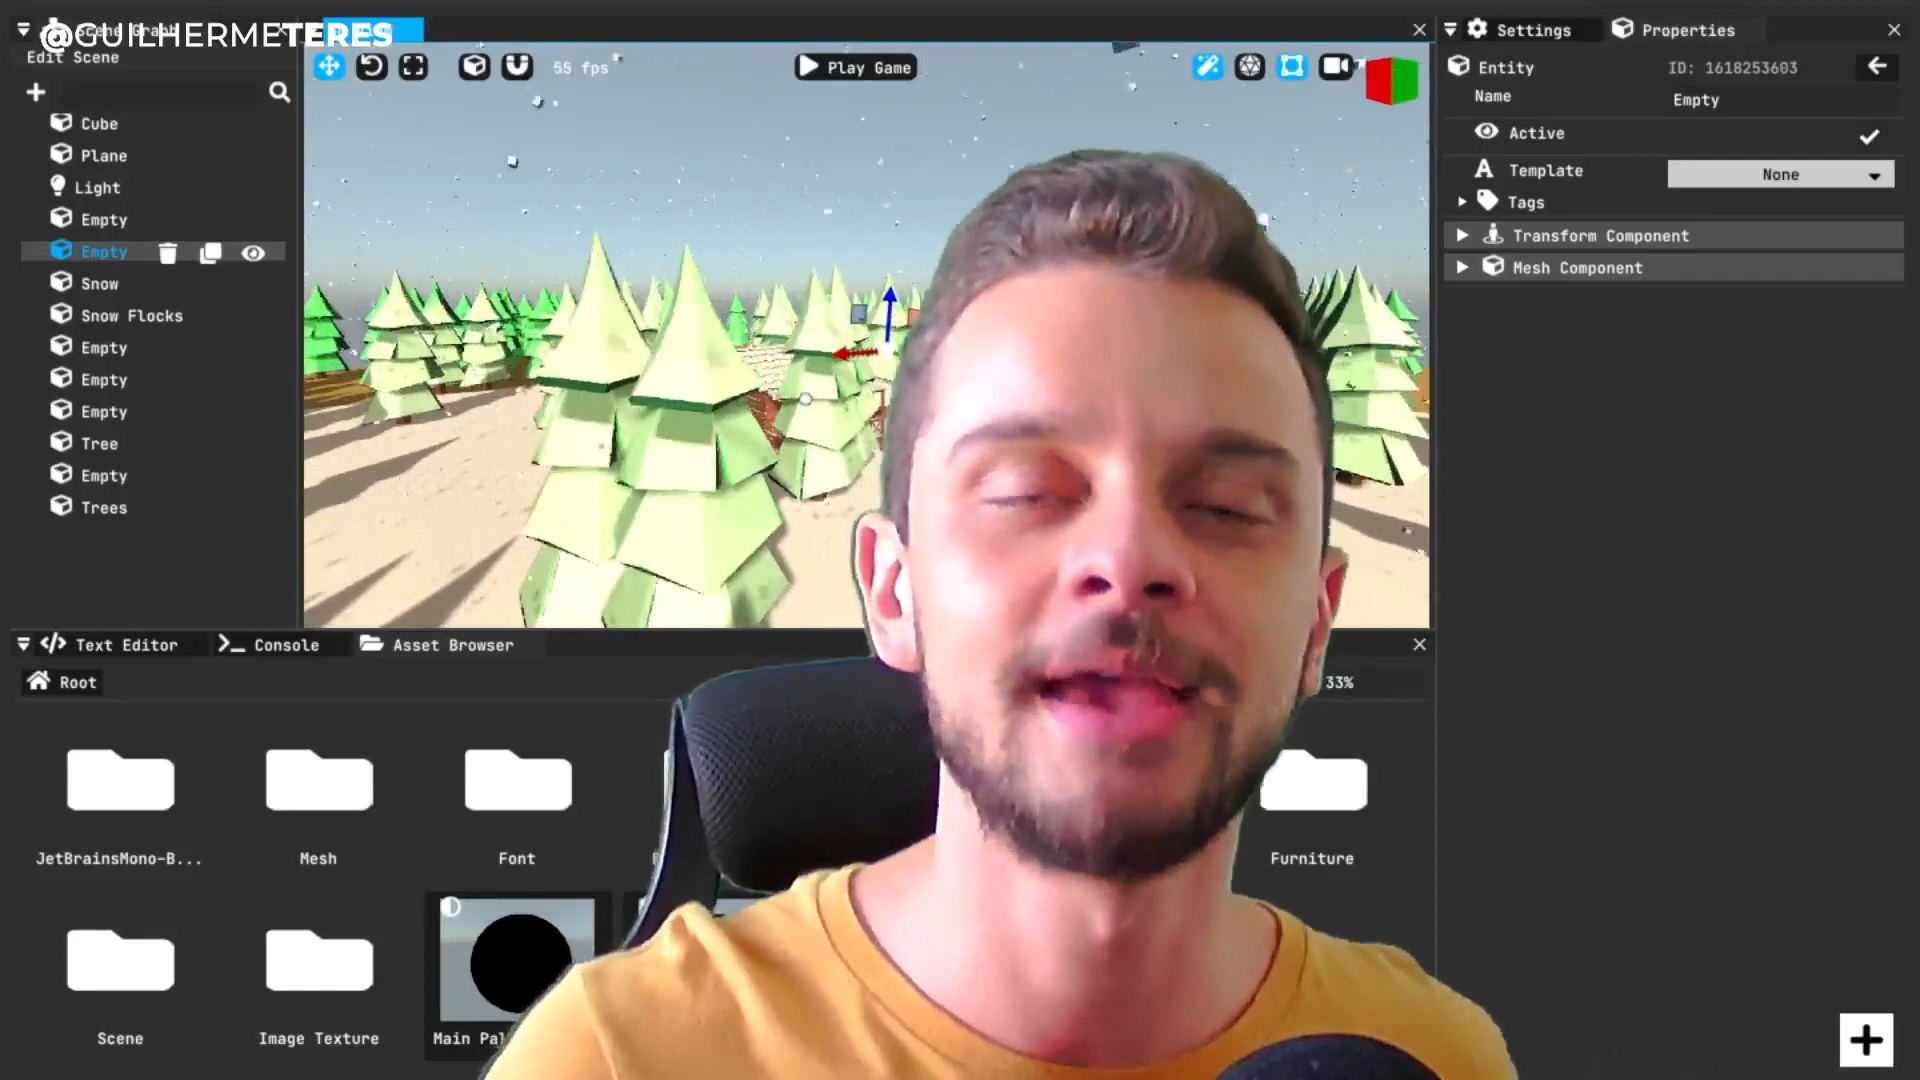 @GUILHERMETERES
Edit Scene
Cube
Plane
Light
Empty
Empty
Snow
Snow Flocks
Empty
Empty
Empty
Tree
Empty
Trees
55 fps
Play Game
Settings
Properties
Entity
ID: 1618253603
Name
Empty
Active
Template
None
Tags
Transform Component
Mesh Component
Text Editor
Console
Asset Browser
Root
33%
JetBrainsMono-B...
Mesh
Font
Furniture
Scene
Image Texture
Main